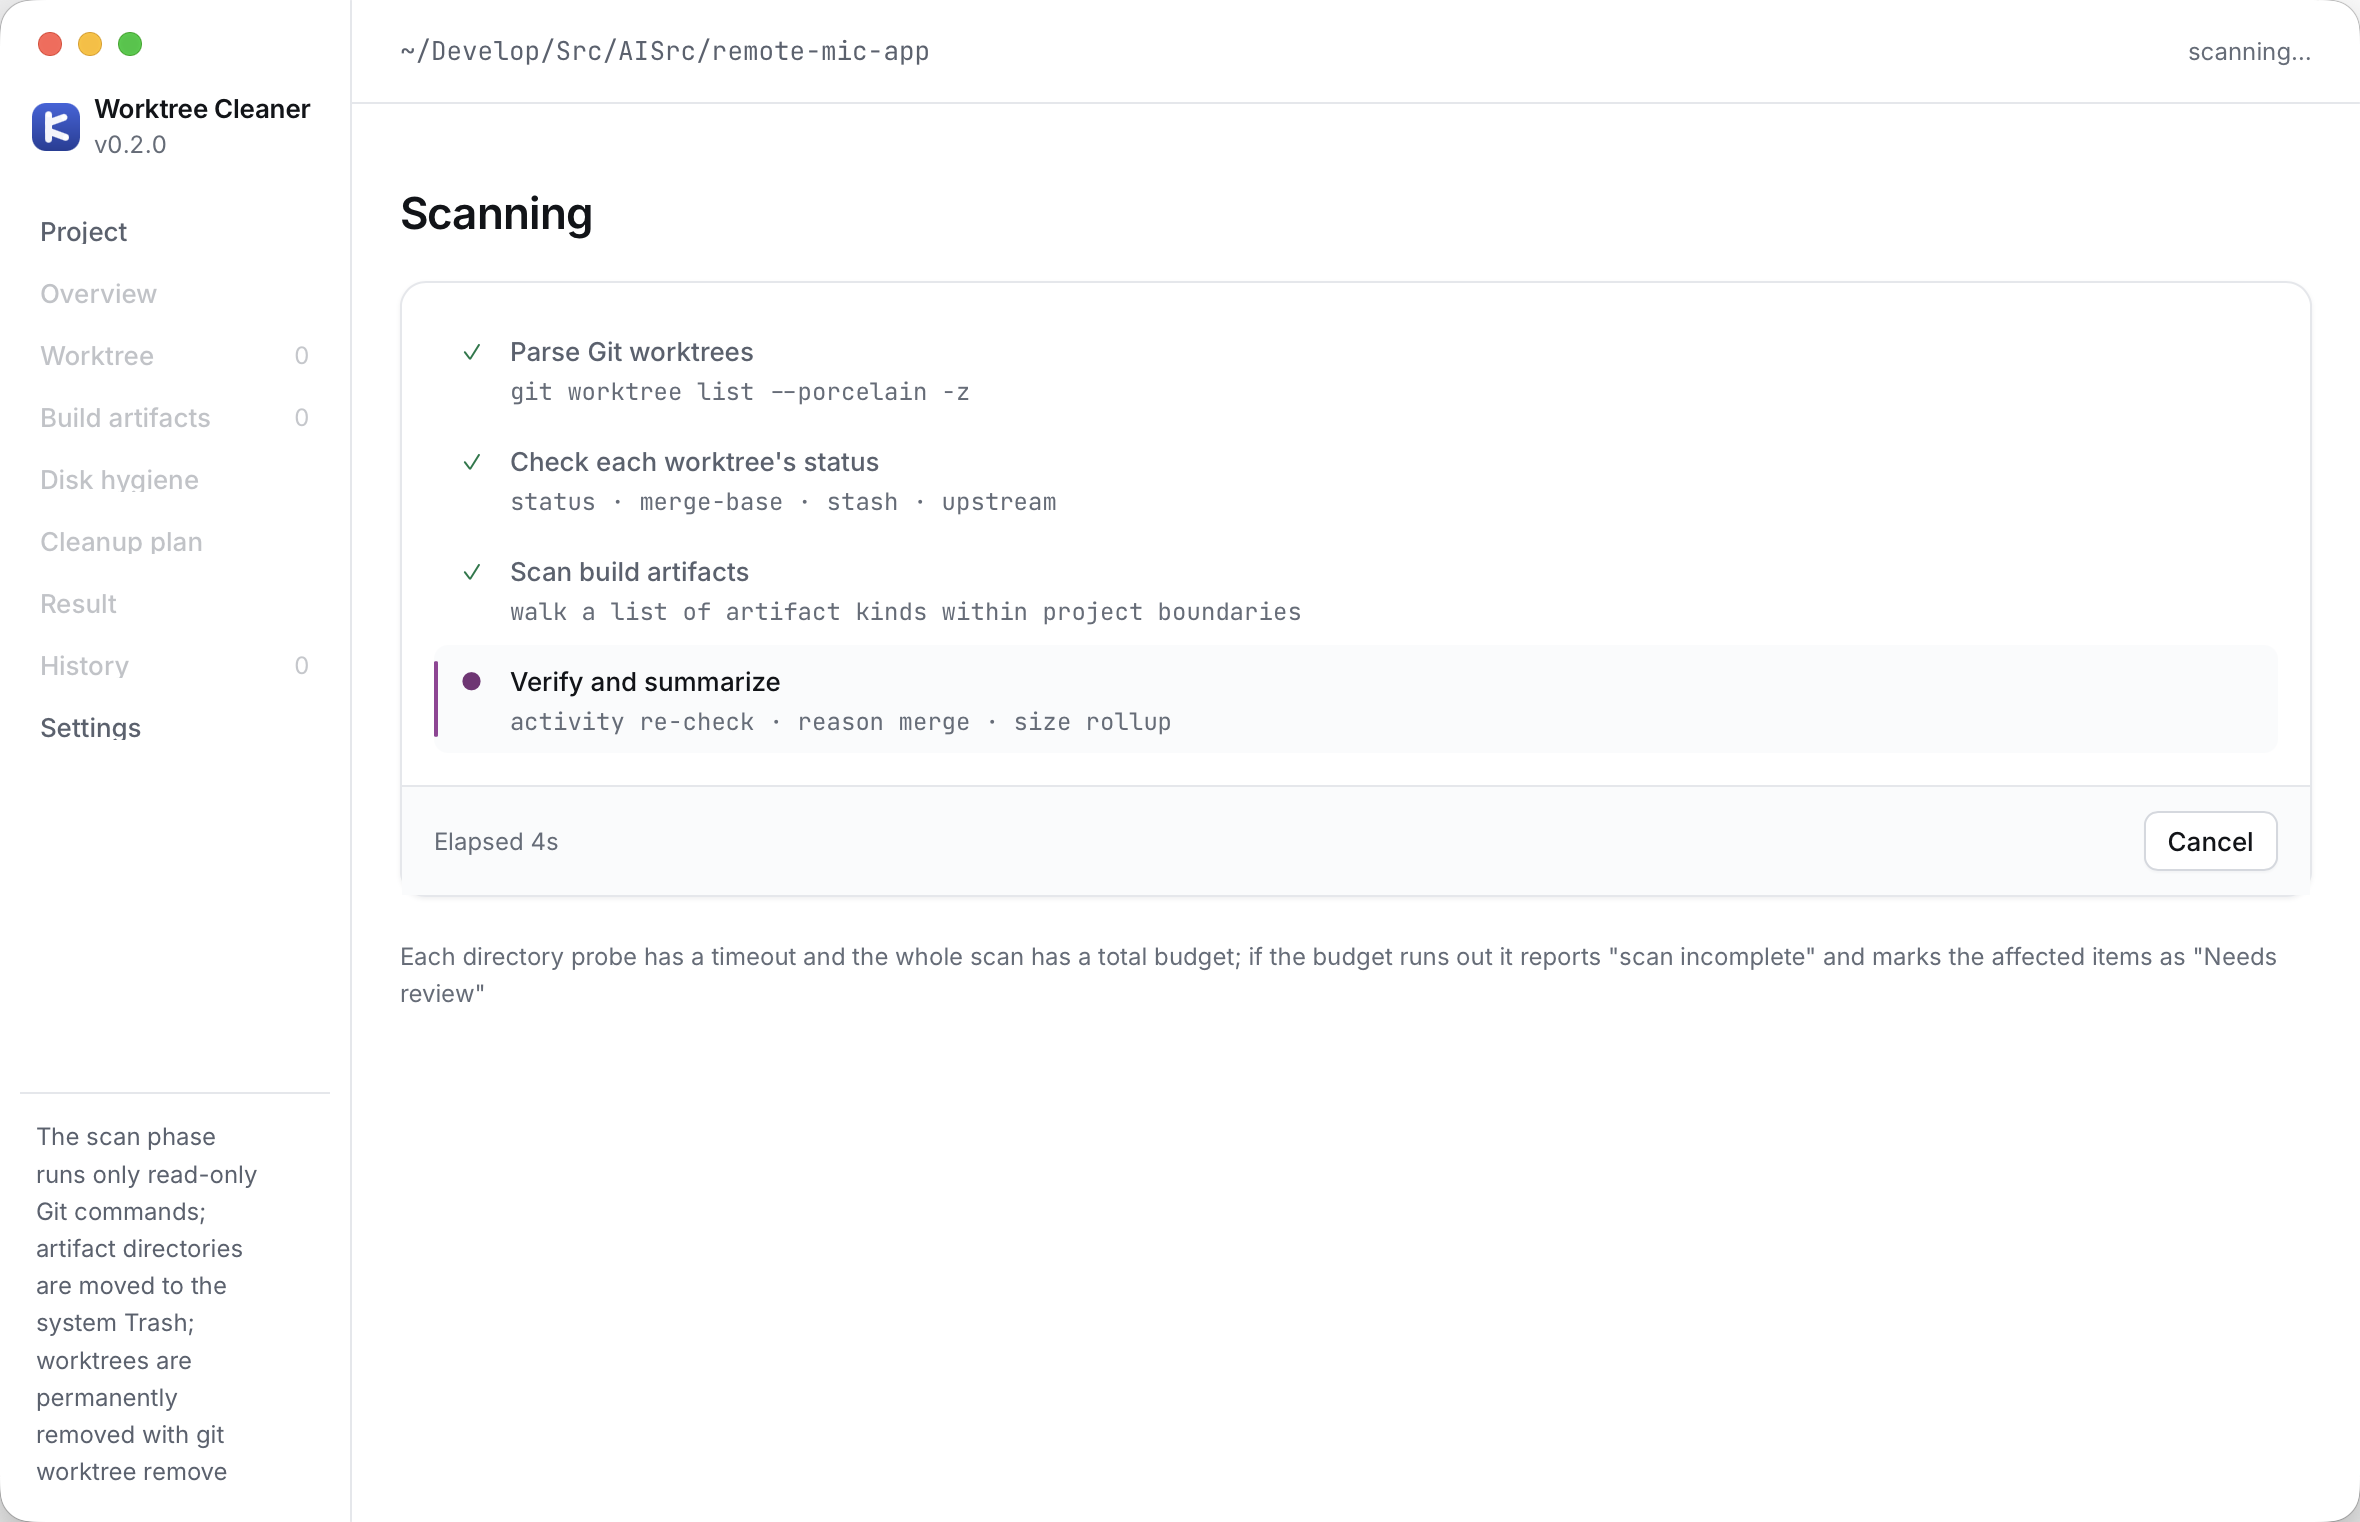 Worktree Cleaner
v0.2.0
Project
Overview
Worktree 0
Build artifacts 0
Disk hygiene
Cleanup plan
Result
History 0
Settings
The scan phase
runs only read-only
Git commands;
artifact directories
are moved to the
system Trash;
worktrees are
permanently
removed with git
worktree remove
~/Develop/Src/AISrc/remote-mic-app
scanning...
Scanning
Parse Git worktrees
git worktree list --porcelain -z
Check each worktree's status
status · merge-base · stash · upstream
Scan build artifacts
walk a list of artifact kinds within project boundaries
Verify and summarize
activity re-check · reason merge · size rollup
Elapsed 4s
Cancel
Each directory probe has a timeout and the whole scan has a total budget; if the budget runs out it reports "scan incomplete" and marks the affected items as "Needs
review"